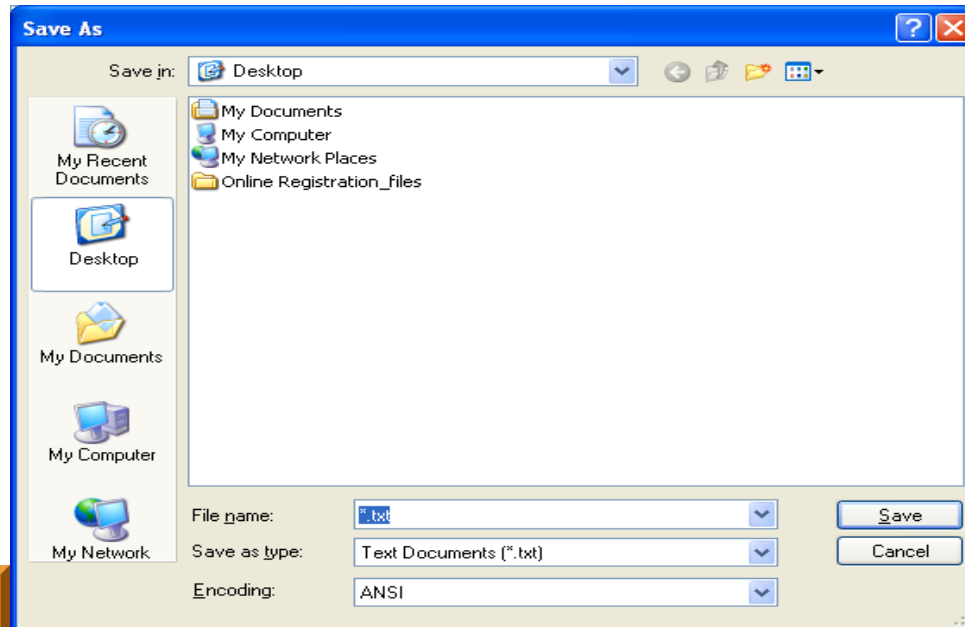 Save As
Save in: Desktop
My Recent
Documents
Desktop
My Documents
My Computer
My Network
My Documents
My Computer
My Network Places
Online Registration_files
File name: *.txt
Save
Save as type: Text Documents (*.txt)
Cancel
Encoding: ANSI